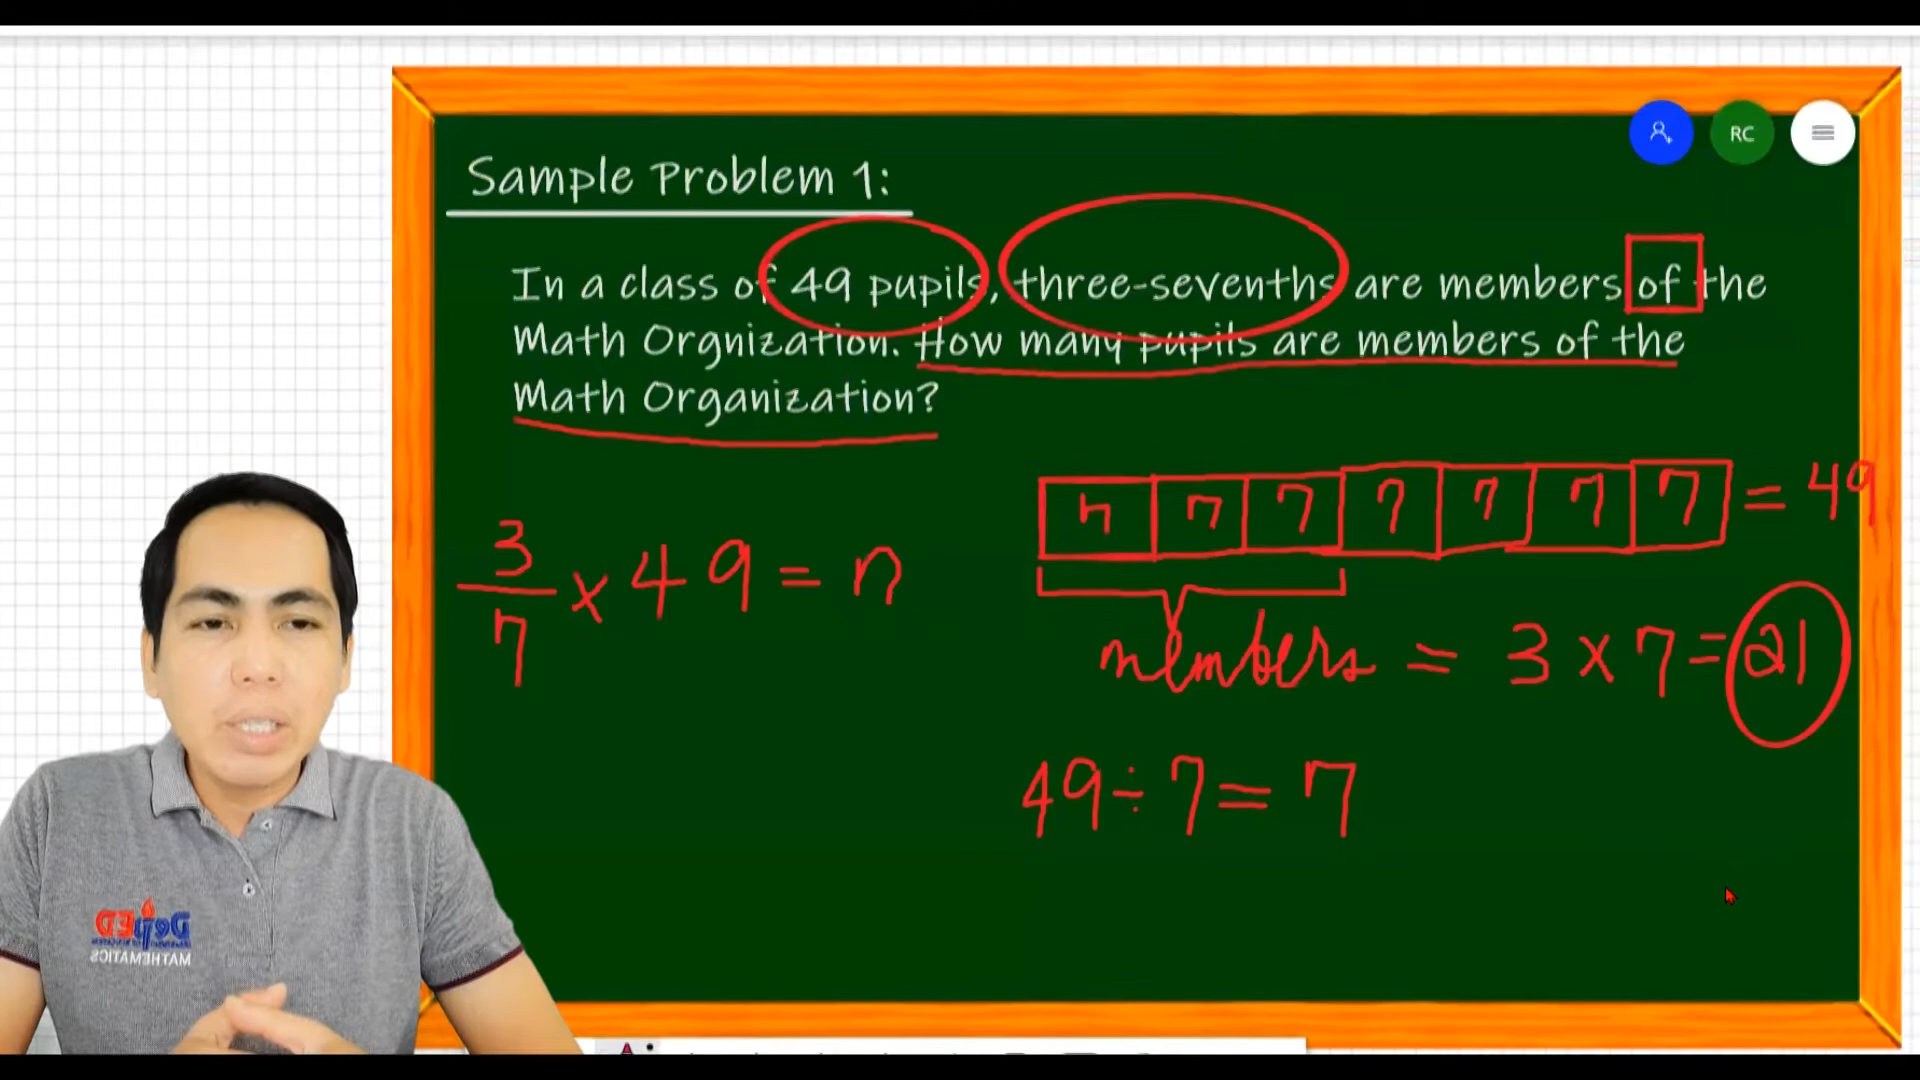 RC
Sample Problem 1:
In a class of 49 pupils, three-sevenths are members of the
Math Orgnization. How many pupils are members of the
Math Organization?
7 7 7 7 7 7 7 = 49
3/7 × 49 = n
members = 3 × 7 = 21
49 ÷ 7 = 7
DepED
MATHEMATICS